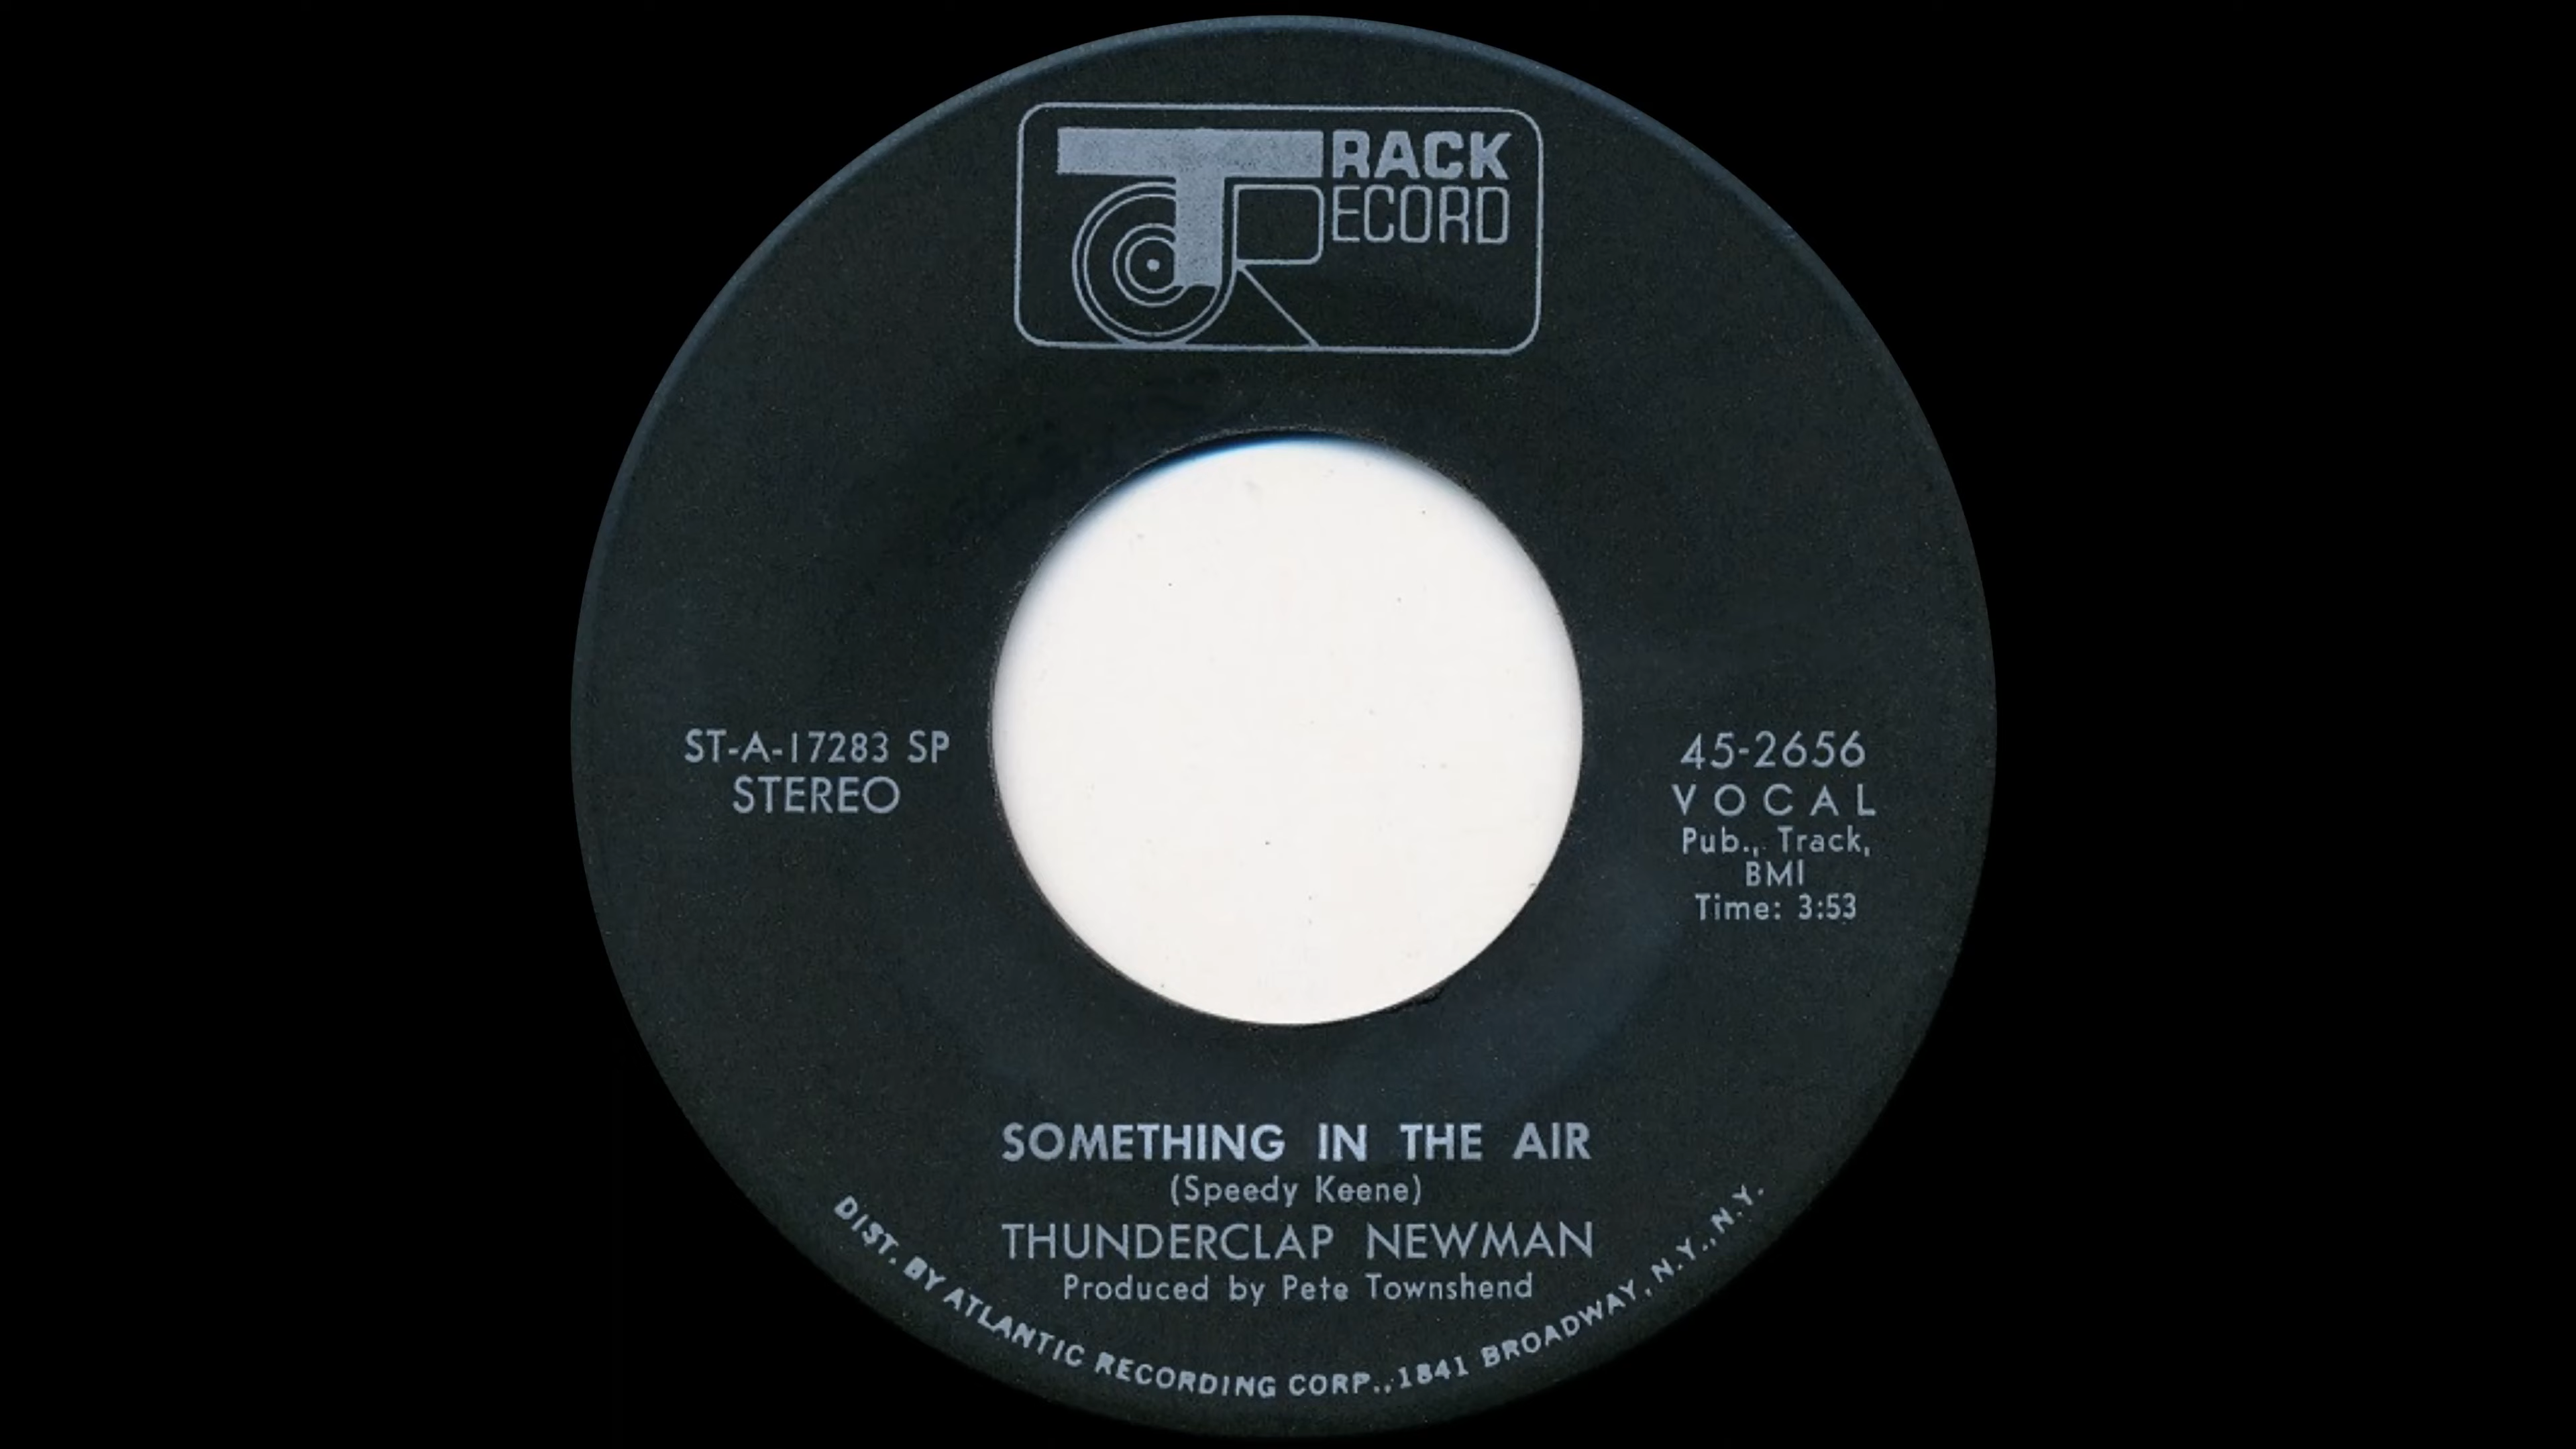 TRACK
RECORD
ST-A-17283 SP
STEREO
45-2656
VOCAL
Pub., Track,
BMI
Time: 3:53
SOMETHING IN THE AIR
(Speedy Keene)
THUNDERCLAP NEWMAN
Produced by Pete Townshend
DIST. BY ATLANTIC RECORDING CORP., 1841 BROADWAY, N.Y., N.Y.